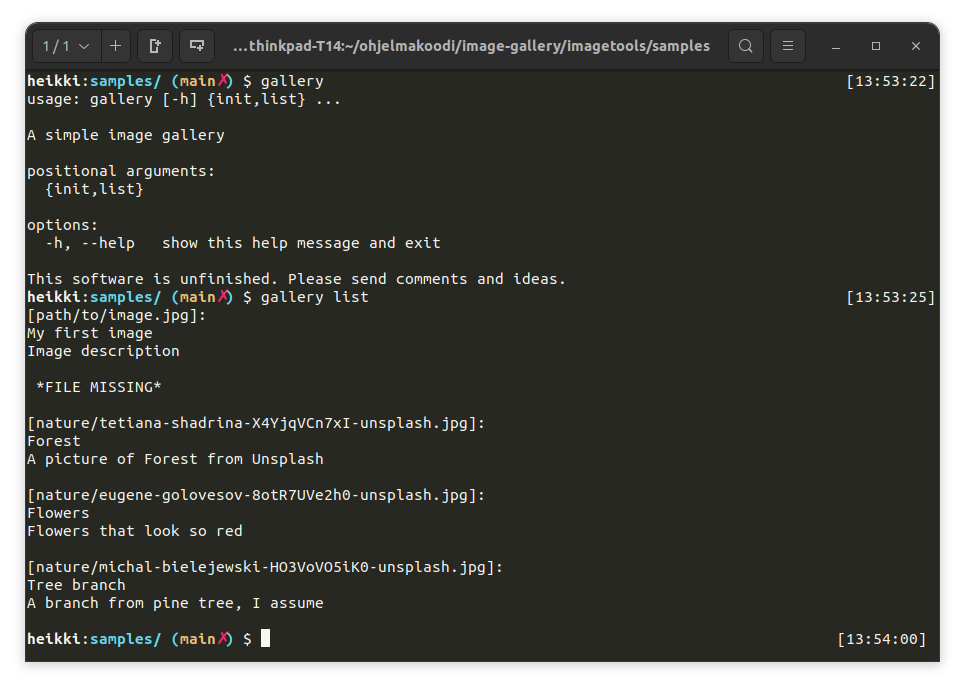 1/1
...thinkpad-T14:~/ohjelmakoodi/image-gallery/imagetools/samples
heikki:samples/ (main✗) $ gallery [13:53:22]
usage: gallery [-h] {init,list} ...
A simple image gallery
positional arguments:
{init,list}
options:
-h, --help show this help message and exit
This software is unfinished. Please send comments and ideas.
heikki:samples/ (main✗) $ gallery list [13:53:25]
[path/to/image.jpg]:
My first image
Image description
*FILE MISSING*
[nature/tetiana-shadrina-X4YjqVCn7xI-unsplash.jpg]:
Forest
A picture of Forest from Unsplash
[nature/eugene-golovesov-8otR7UVe2h0-unsplash.jpg]:
Flowers
Flowers that look so red
[nature/michal-bielejewski-HO3VoVO5iK0-unsplash.jpg]:
Tree branch
A branch from pine tree, I assume
heikki:samples/ (main✗) $ [13:54:00]